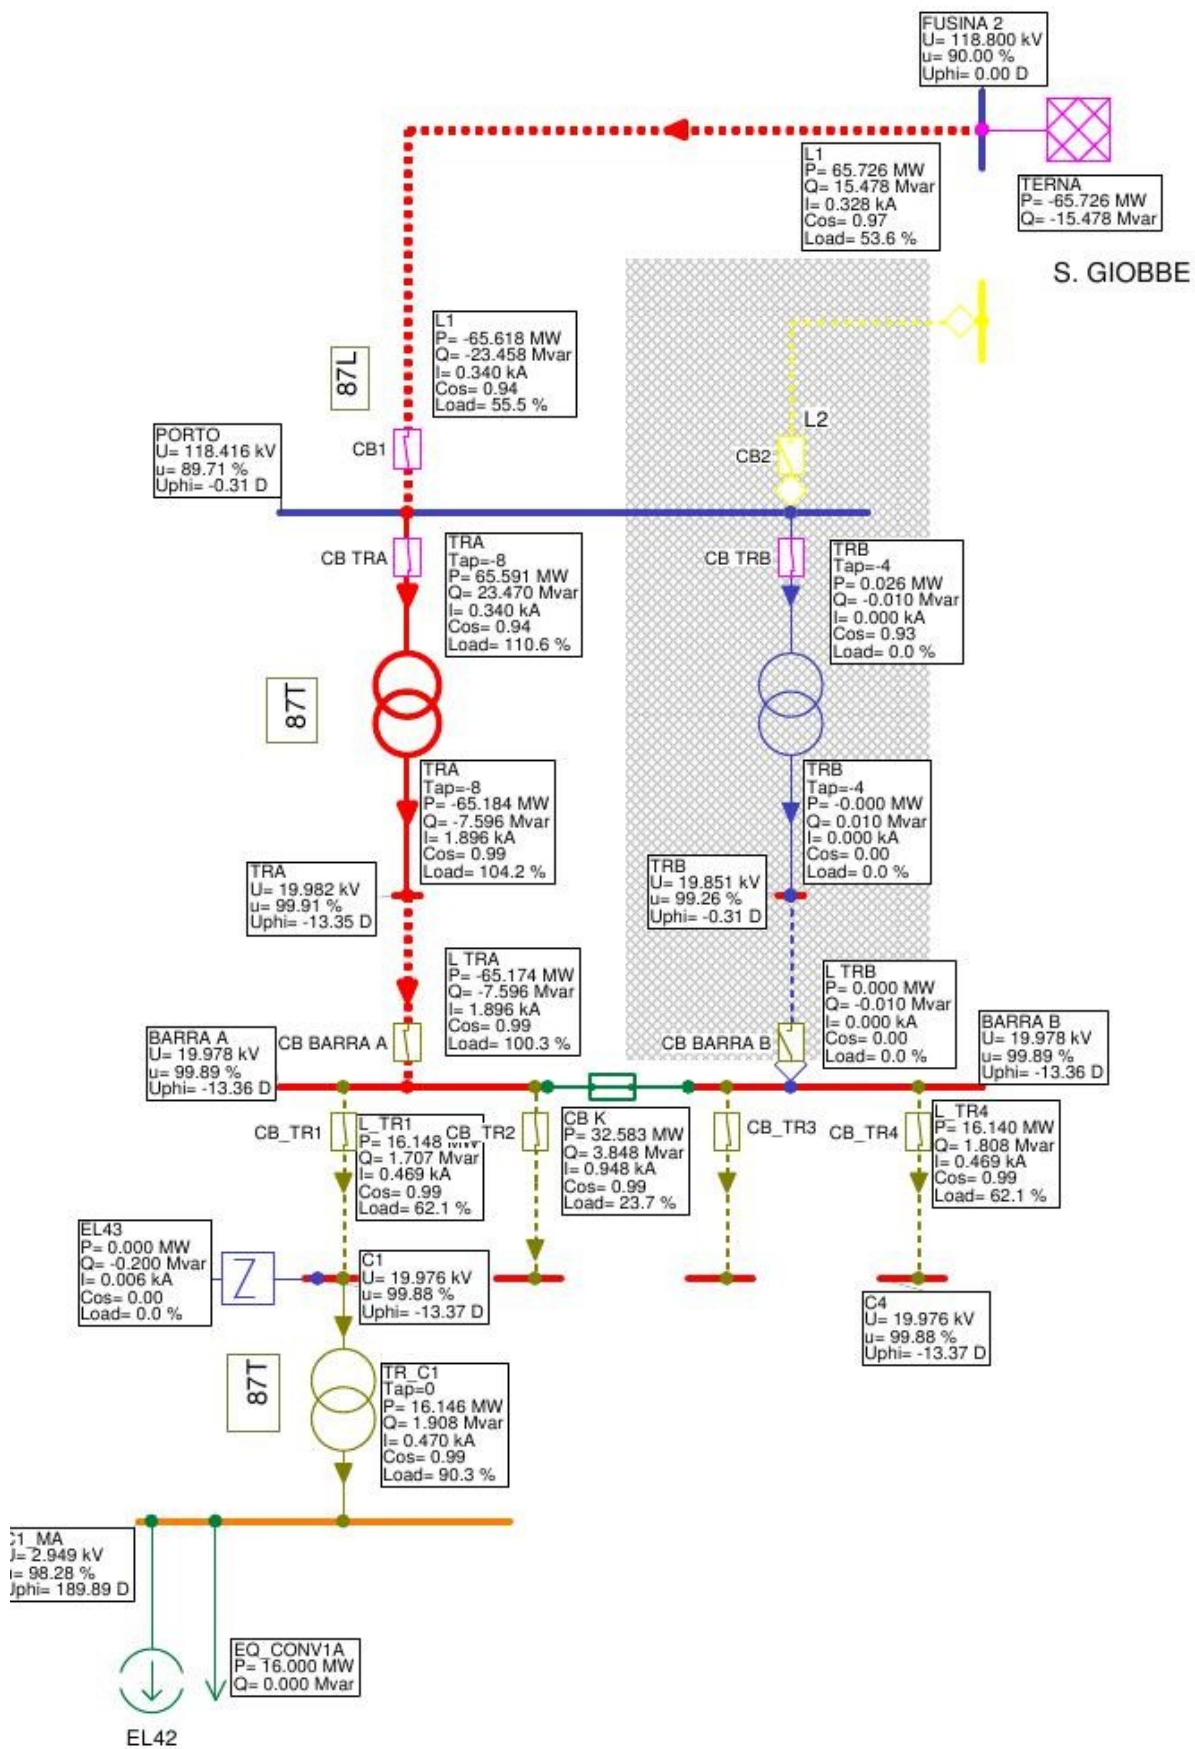 FUSINA 2
U= 118.800 kV
u= 90.00 %
Uphi= 0.00 D
L1
P= 65.726 MW
Q= 15.478 Mvar
I= 0.328 kA
Cos= 0.97
Load= 53.6 %
TERNA
P= -65.726 MW
Q= -15.478 Mvar
S. GIOBBE
87L
L1
P= -65.618 MW
Q= -23.458 Mvar
I= 0.340 kA
Cos= 0.94
Load= 55.5 %
L2
PORTO
U= 118.416 kV
u= 89.71 %
Uphi= -0.31 D
CB1
CB2
CB TRA
TRA
Tap=-8
P= 65.591 MW
Q= 23.470 Mvar
I= 0.340 kA
Cos= 0.94
Load= 110.6 %
CB TRB
TRB
Tap=-4
P= 0.026 MW
Q= -0.010 Mvar
I= 0.000 kA
Cos= 0.93
Load= 0.0 %
87T
TRA
Tap=-8
P= -65.184 MW
Q= -7.596 Mvar
I= 1.896 kA
Cos= 0.99
Load= 104.2 %
TRB
Tap=-4
P= -0.000 MW
Q= 0.010 Mvar
I= 0.000 kA
Cos= 0.00
Load= 0.0 %
TRA
U= 19.982 kV
u= 99.91 %
Uphi= -13.35 D
TRB
U= 19.851 kV
u= 99.26 %
Uphi= -0.31 D
L TRA
P= -65.174 MW
Q= -7.596 Mvar
I= 1.896 kA
Cos= 0.99
Load= 100.3 %
L TRB
P= 0.000 MW
Q= -0.010 Mvar
I= 0.000 kA
Cos= 0.00
Load= 0.0 %
BARRA A
U= 19.978 kV
u= 99.89 %
Uphi= -13.36 D
CB BARRA A
CB BARRA B
BARRA B
U= 19.978 kV
u= 99.89 %
Uphi= -13.36 D
CB_TR1
L_TR1
P= 16.148 MW
Q= 1.707 Mvar
I= 0.469 kA
Cos= 0.99
Load= 62.1 %
CB_TR2
CB K
P= 32.583 MW
Q= 3.848 Mvar
I= 0.948 kA
Cos= 0.99
Load= 23.7 %
CB_TR3
CB_TR4
L_TR4
P= 16.140 MW
Q= 1.808 Mvar
I= 0.469 kA
Cos= 0.99
Load= 62.1 %
EL43
P= 0.000 MW
Q= -0.200 Mvar
I= 0.006 kA
Cos= 0.00
Load= 0.0 %
Z
C1
U= 19.976 kV
u= 99.88 %
Uphi= -13.37 D
C4
U= 19.976 kV
u= 99.88 %
Uphi= -13.37 D
87T
TR_C1
Tap=0
P= 16.146 MW
Q= 1.908 Mvar
I= 0.470 kA
Cos= 0.99
Load= 90.3 %
C1_MA
U= 2.949 kV
u= 98.28 %
Uphi= 189.89 D
EQ_CONV1A
P= 16.000 MW
Q= 0.000 Mvar
EL42